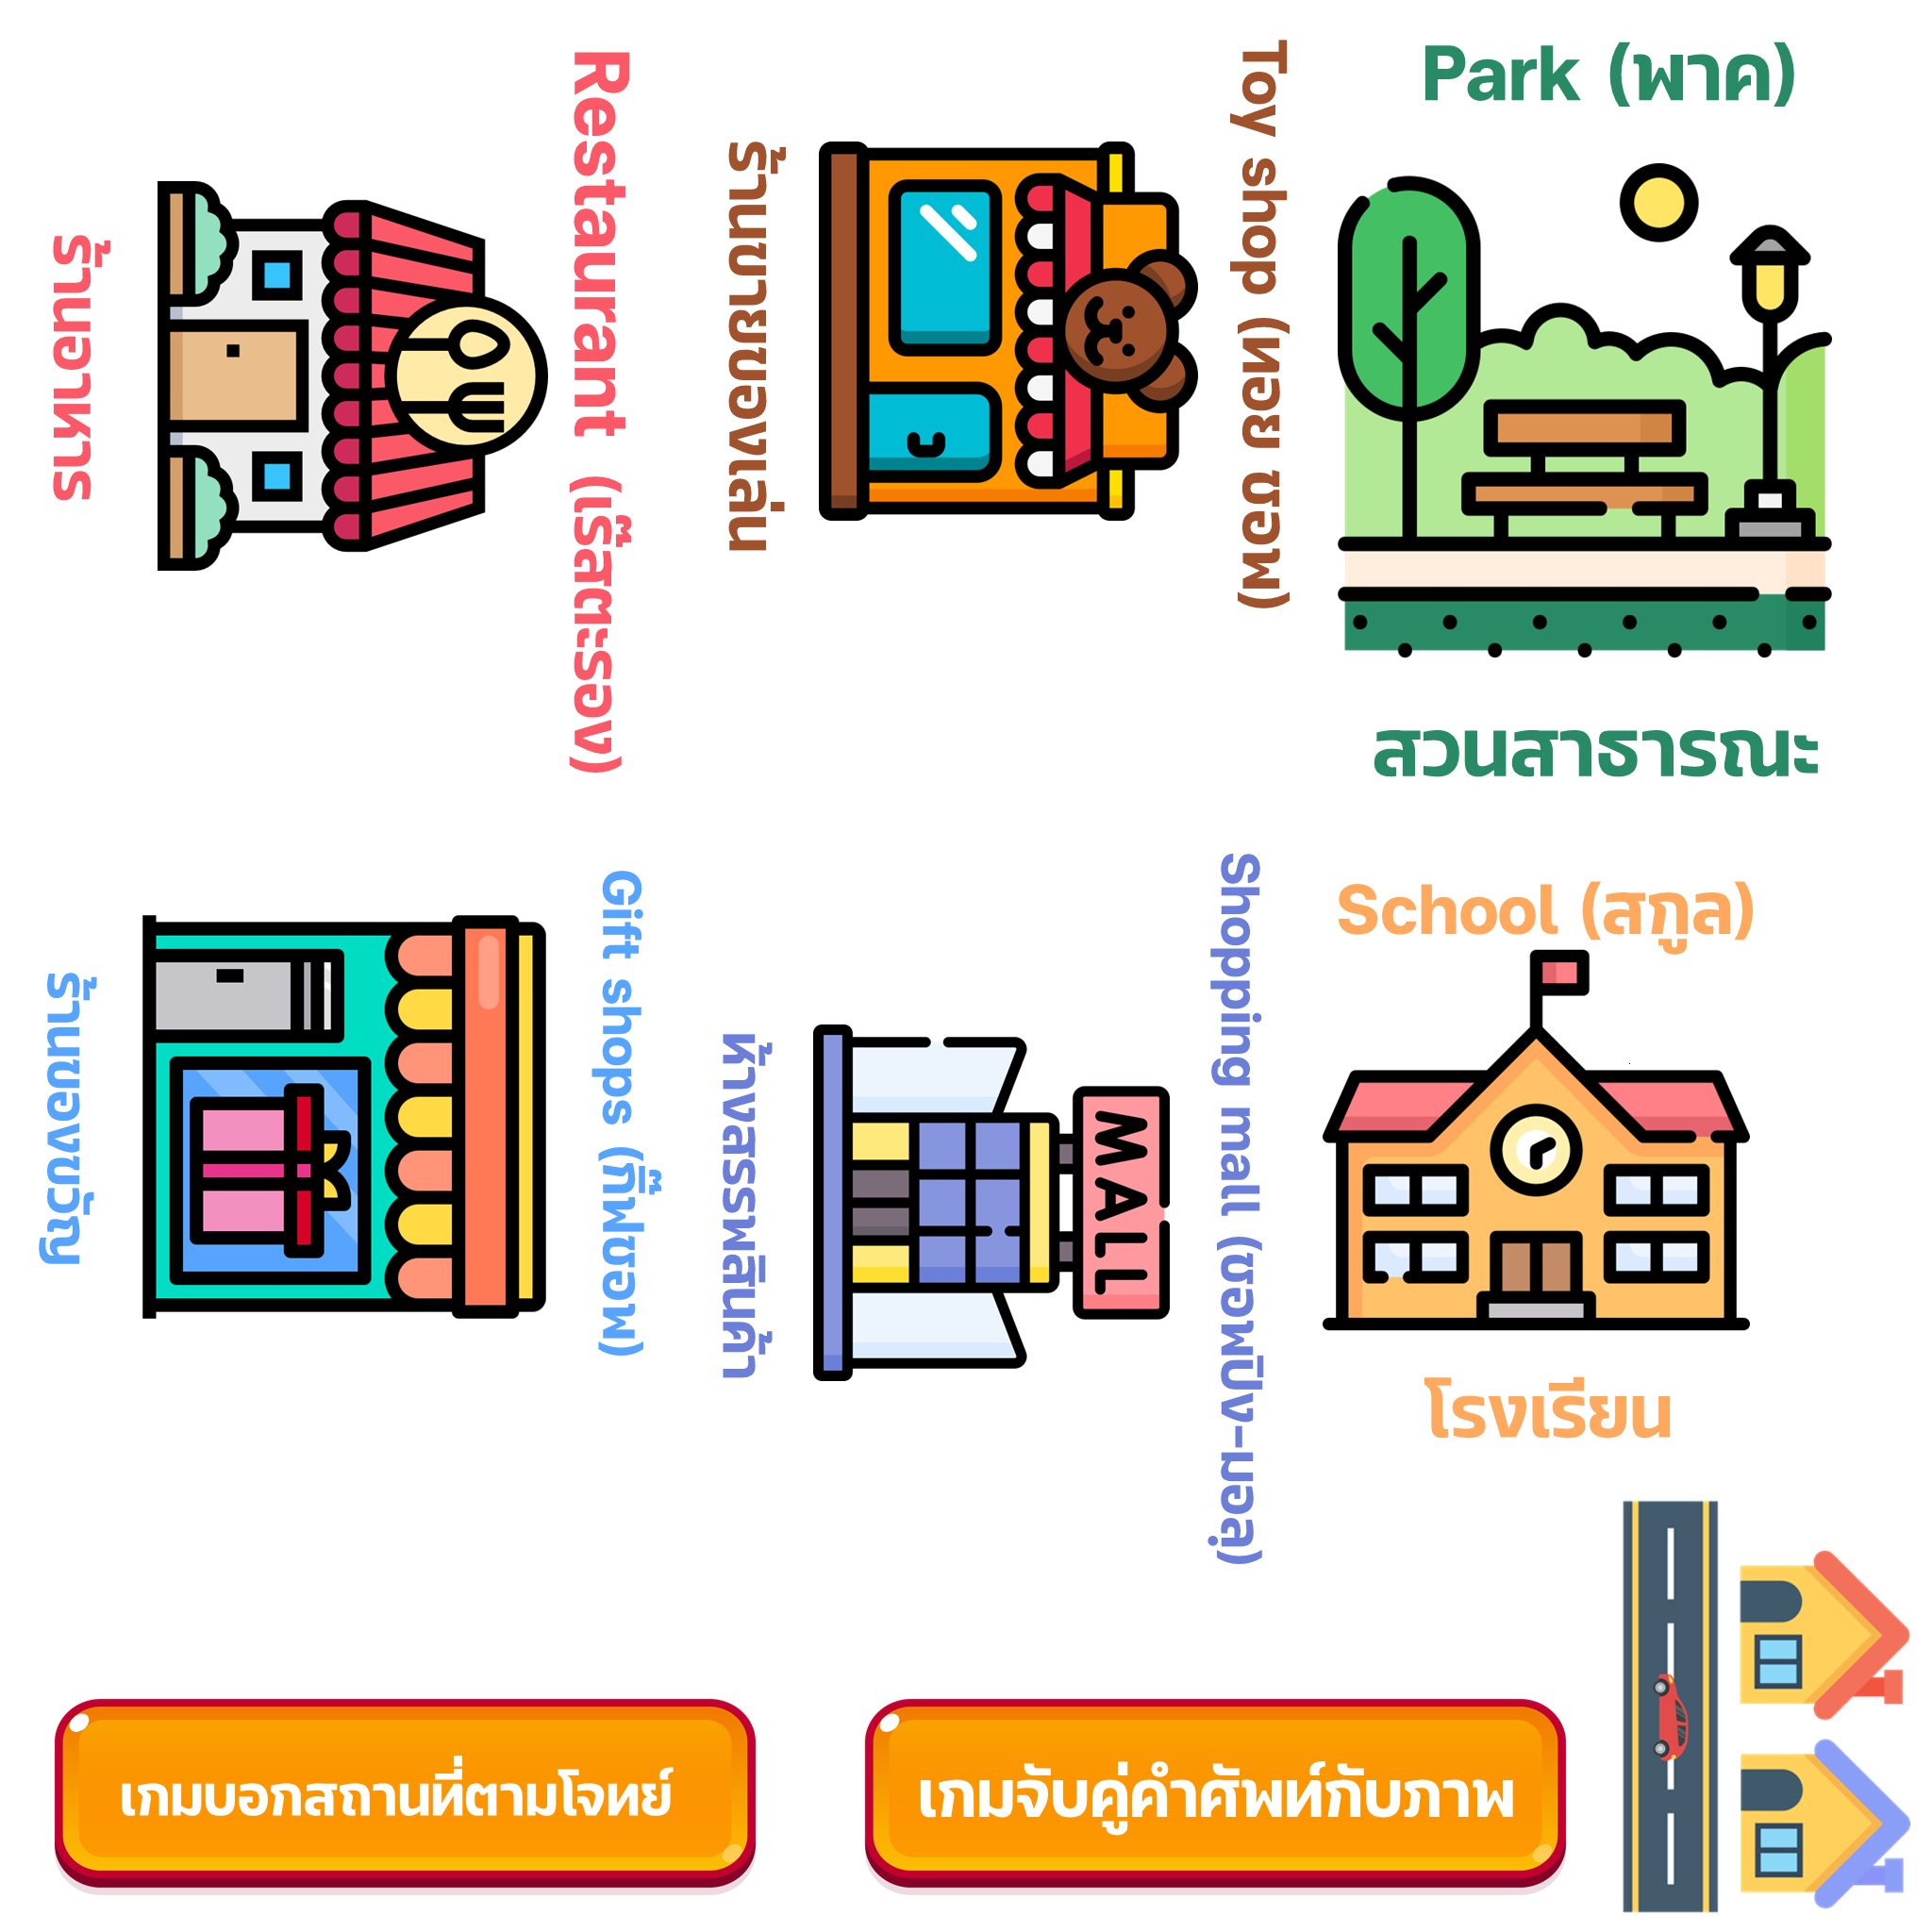 Restaurant (เร๊สตะรอง)
ร้านอาหาร
Toy shop (ทอย ชอพ)
ร้านขายของเล่น
Park (พาค)
สวนสาธารณะ
Gift shops (กิ๊ฟชอพ)
ร้านของขวัญ
Shopping mall (ชอพปิง-มอลฺ)
MALL
ห้างสรรพสินค้า
School (สกูล)
โรงเรียน
เกมบอกสถานที่ตามโจทย์
เกมจับคู่คำศัพท์กับภาพ